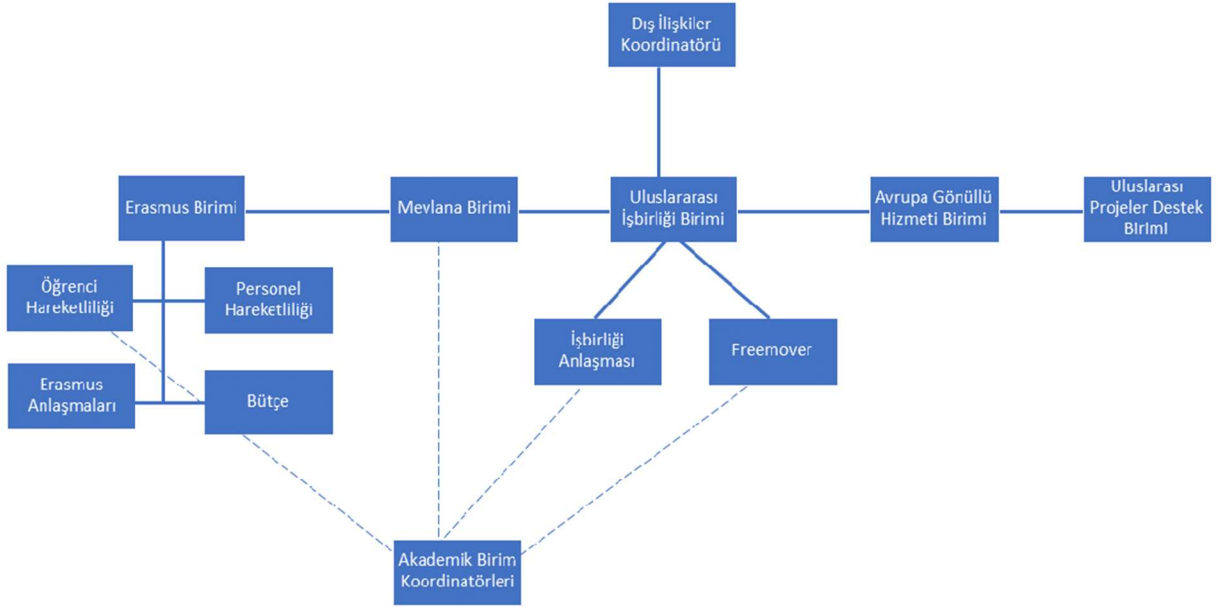 Dış İlişkiler
Koordinatörü
Erasmus Birimi
Mevlana Birimi
Uluslararası
İşbirliği Birimi
Avrupa Gönüllü
Hizmeti Birimi
Uluslarası
Projeler Destek
Birimi
Öğrenci
Hareketliliği
Personel
Hareketliliği
İşbirliği
Anlaşması
Freemover
Erasmus
Anlaşmaları
Bütçe
Akademik Birim
Koordinatörleri